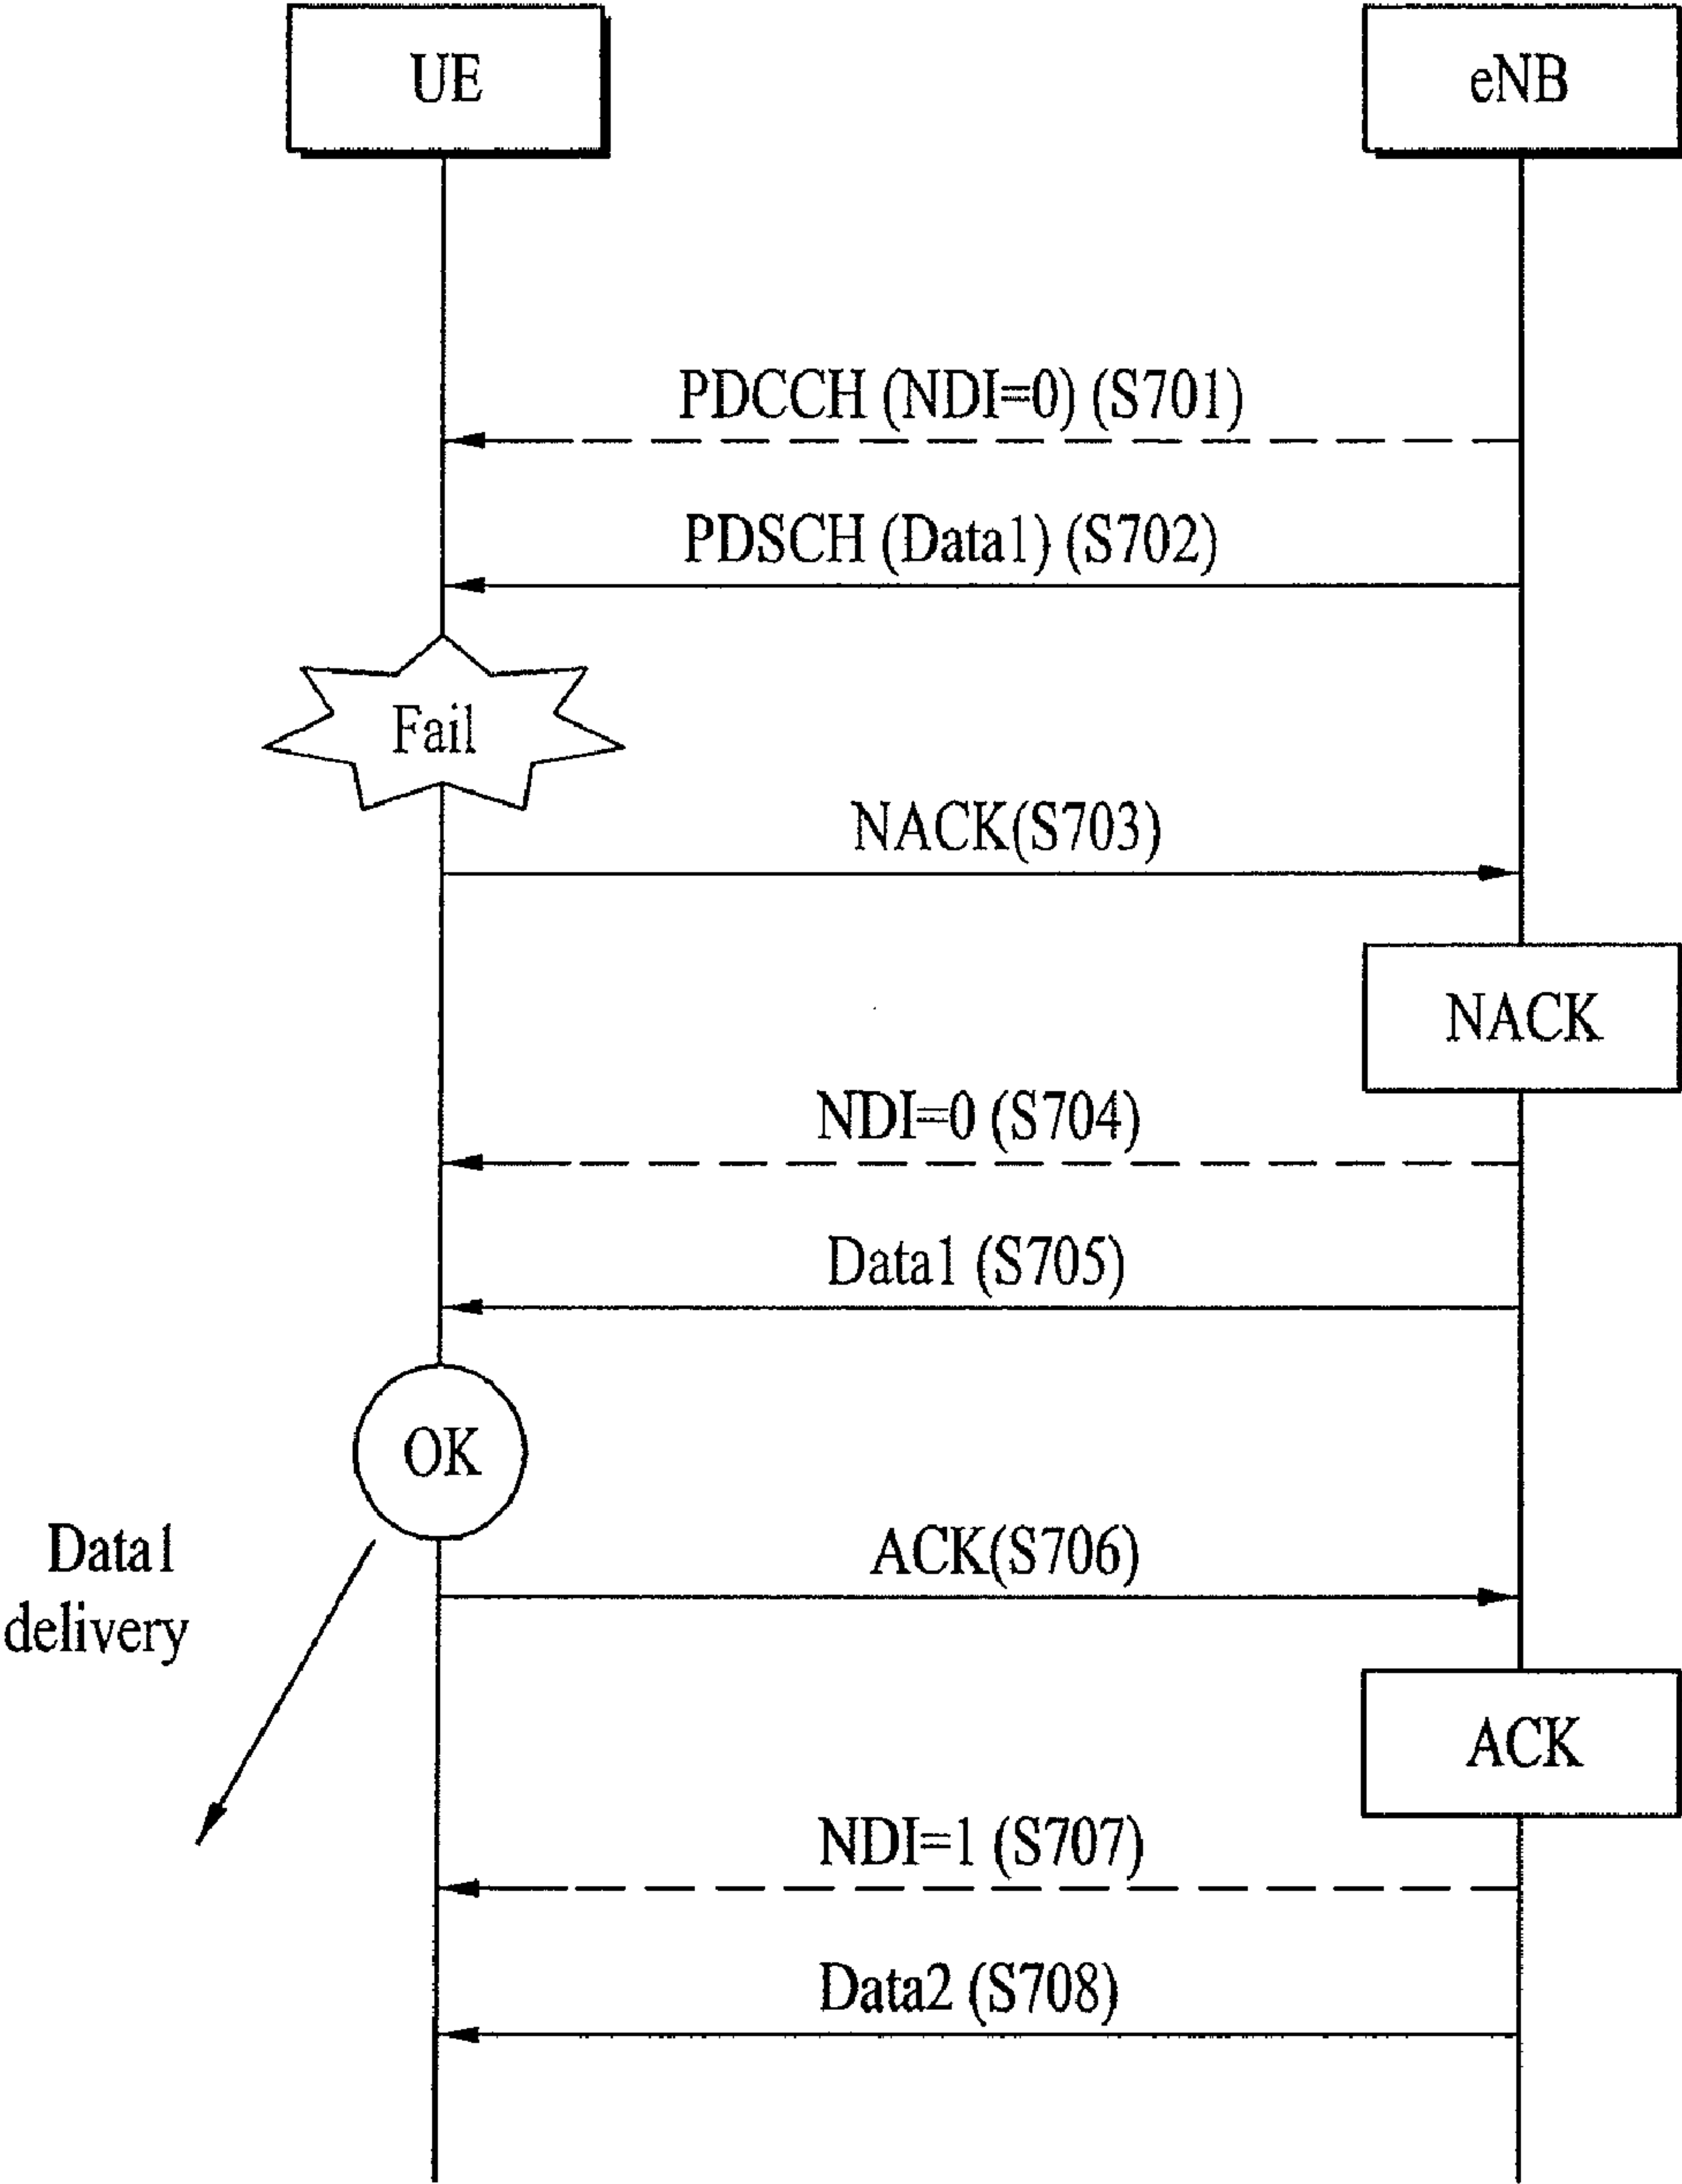 UE
eNB
PDCCH (NDI=0) (S701)
PDSCH (Data1) (S702)
Fail
NACK(S703)
NACK
NDI=0 (S704)
Data1 (S705)
OK
Data1
delivery
ACK(S706)
ACK
NDI=1 (S707)
Data2 (S708)